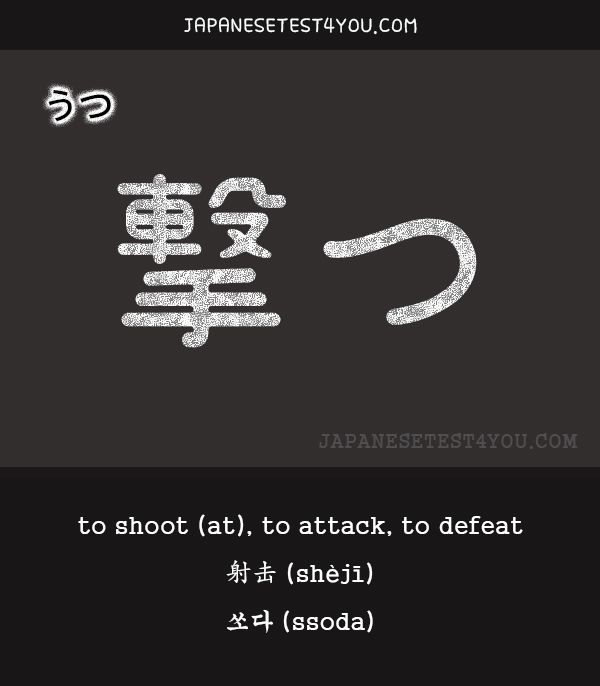 JAPANESETEST4YOU.COM
うつ
撃つ
JAPANESETEST4YOU.COM
to shoot (at), to attack, to defeat
射击 (shèjī)
쏘다 (ssoda)